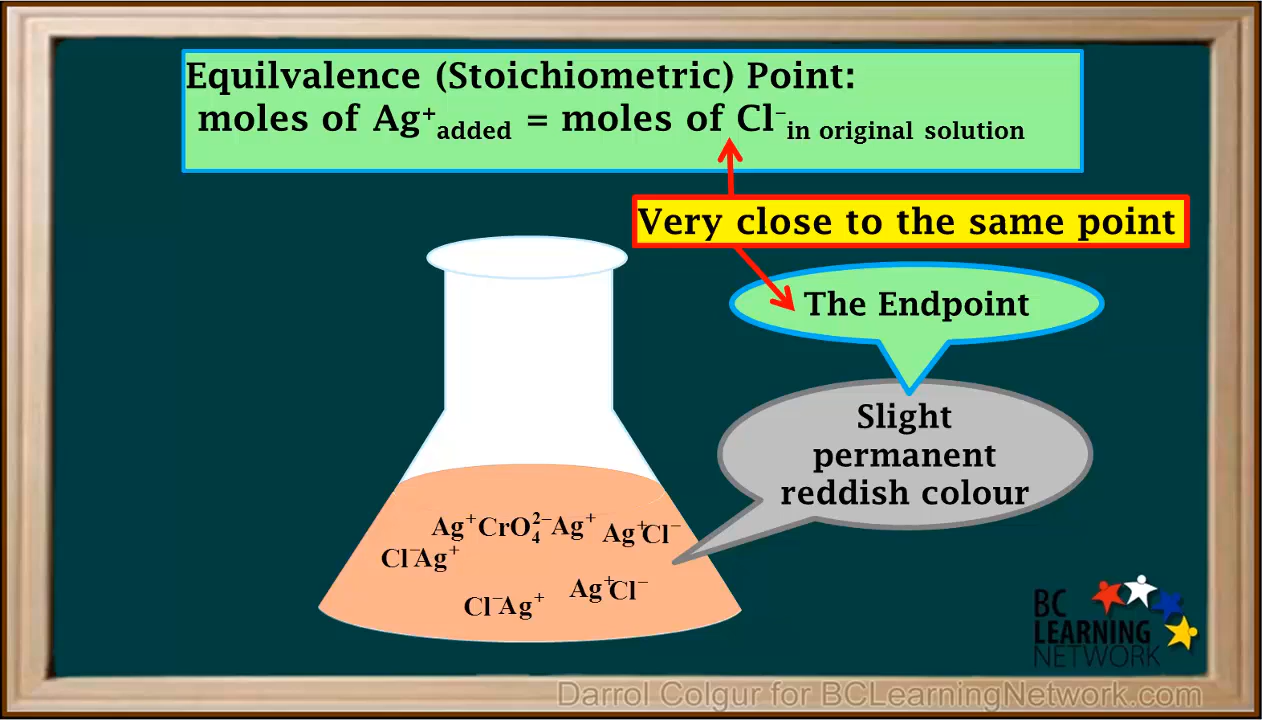 Equilvalence (Stoichiometric) Point:
moles of Ag⁺added = moles of Cl⁻in original solution
Very close to the same point
The Endpoint
Slight
permanent
reddish colour
Ag⁺CrO₄²⁻Ag⁺ Ag⁺Cl⁻
Cl⁻Ag⁺
Ag⁺Cl⁻
Cl⁻Ag⁺
BC
LEARNING
NETWORK
Darrol Colgur for BCLearningNetwork.com